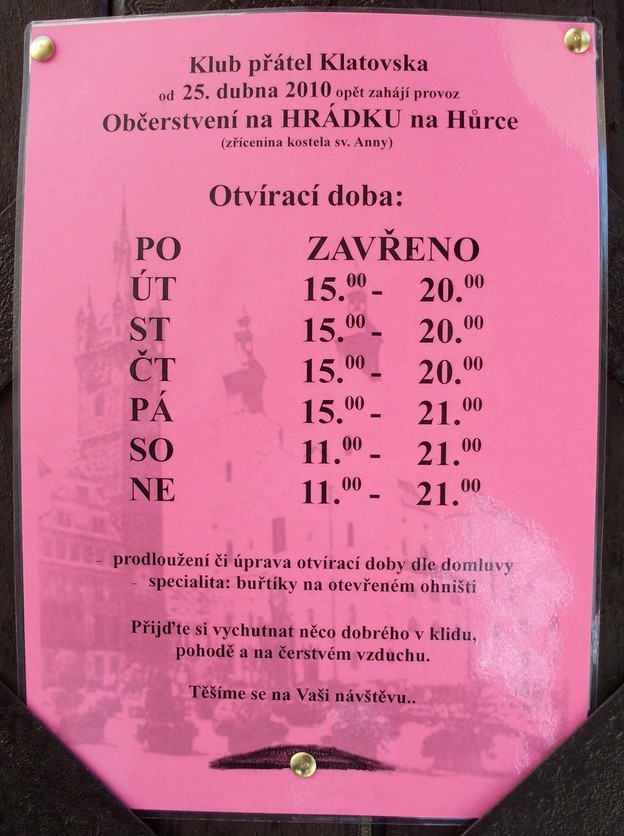 Klub přátel Klatovska
od 25. dubna 2010 opět zahájí provoz
Občerstvení na HRÁDKU na Hůrce
(zřícenina kostela sv. Anny)
Otvírací doba:
PO ZAVŘENO
ÚT 15.00 - 20.00
ST 15.00 - 20.00
ČT 15.00 - 20.00
PÁ 15.00 - 21.00
SO 11.00 - 21.00
NE 11.00 - 21.00
- prodloužení či úprava otvírací doby dle domluvy
- specialita: buřtíky na otevřeném ohništi
Přijďte si vychutnat něco dobrého v klidu,
pohodě a na čerstvém vzduchu.
Těšíme se na Vaši návštěvu..